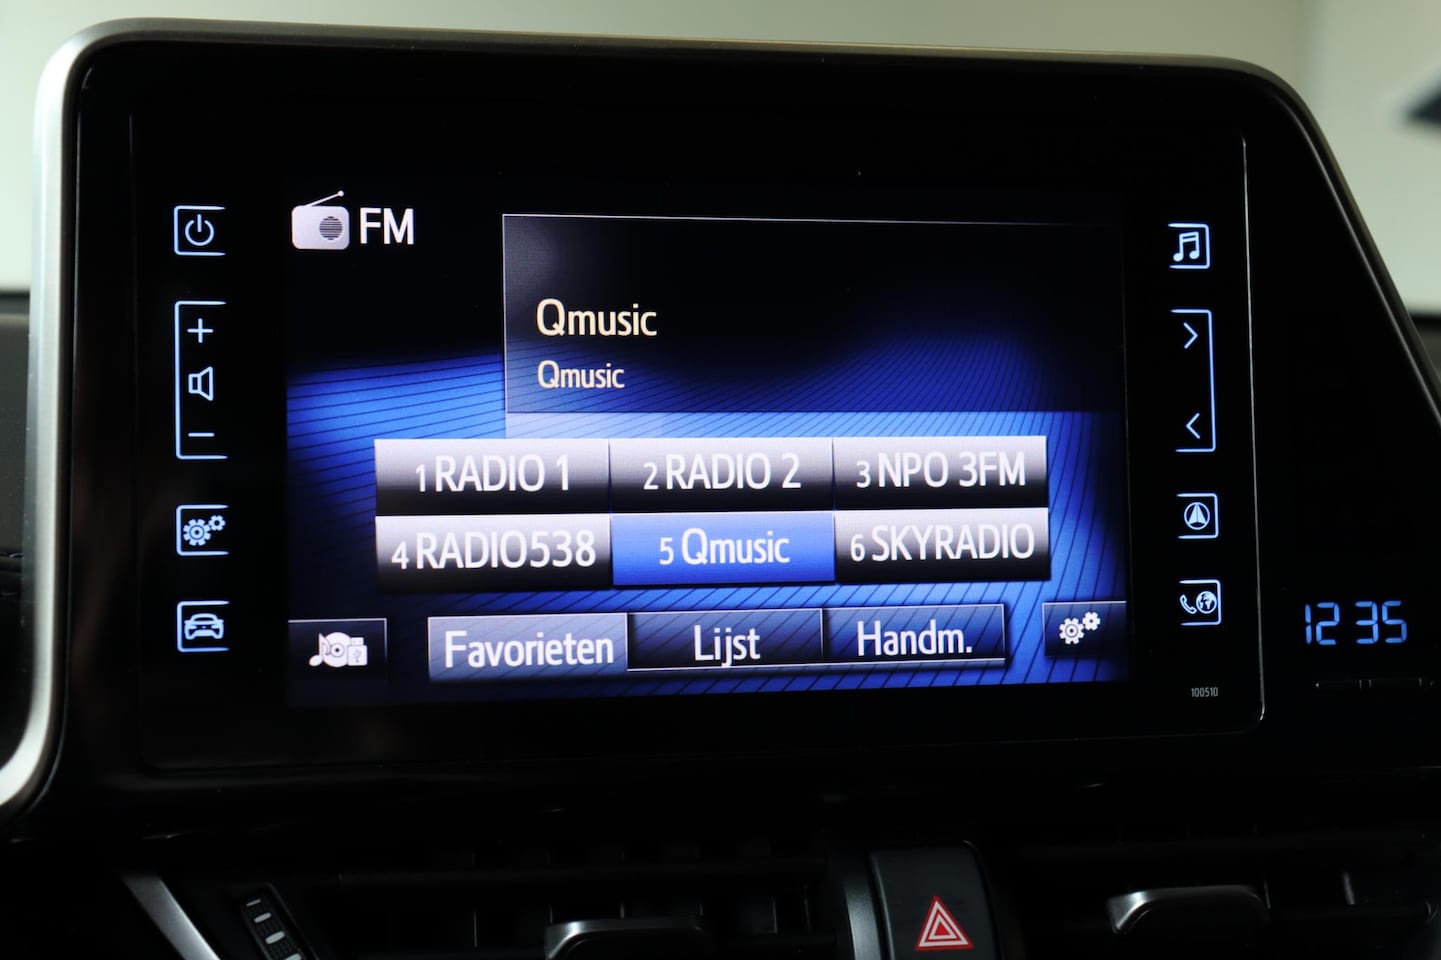 FM
Qmusic
Qmusic
1 RADIO 1 2 RADIO 2 3 NPO 3FM
4 RADIO538 5 Qmusic 6 SKYRADIO
Favorieten Lijst Handm.
12 35
100510